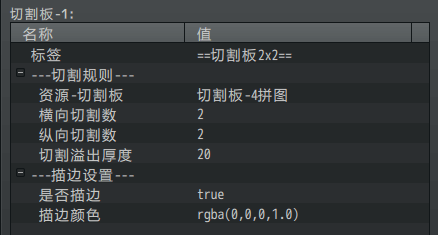 切割板-1:
名称 值
标签 ==切割板2x2==
---切割规则---
资源-切割板 切割板-4拼图
横向切割数 2
纵向切割数 2
切割溢出厚度 20
---描边设置---
是否描边 true
描边颜色 rgba(0,0,0,1.0)